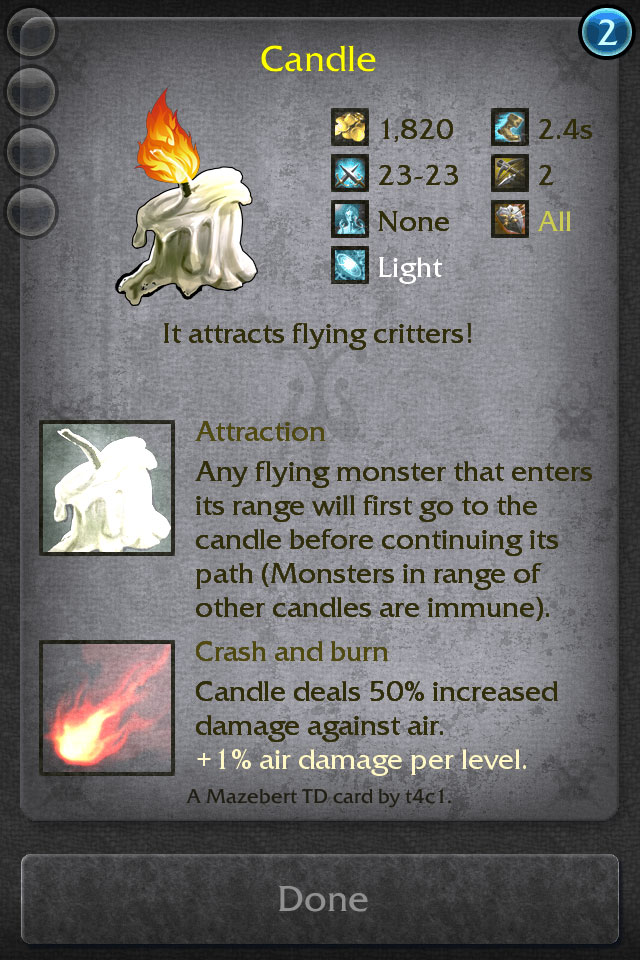 2
Candle
1,820
2.4s
23-23
2
None
All
Light
It attracts flying critters!
Attraction
Any flying monster that enters
its range will first go to the
candle before continuing its
path (Monsters in range of
other candles are immune).
Crash and burn
Candle deals 50% increased
damage against air.
+1% air damage per level.
A Mazebert TD card by t4c1.
Done